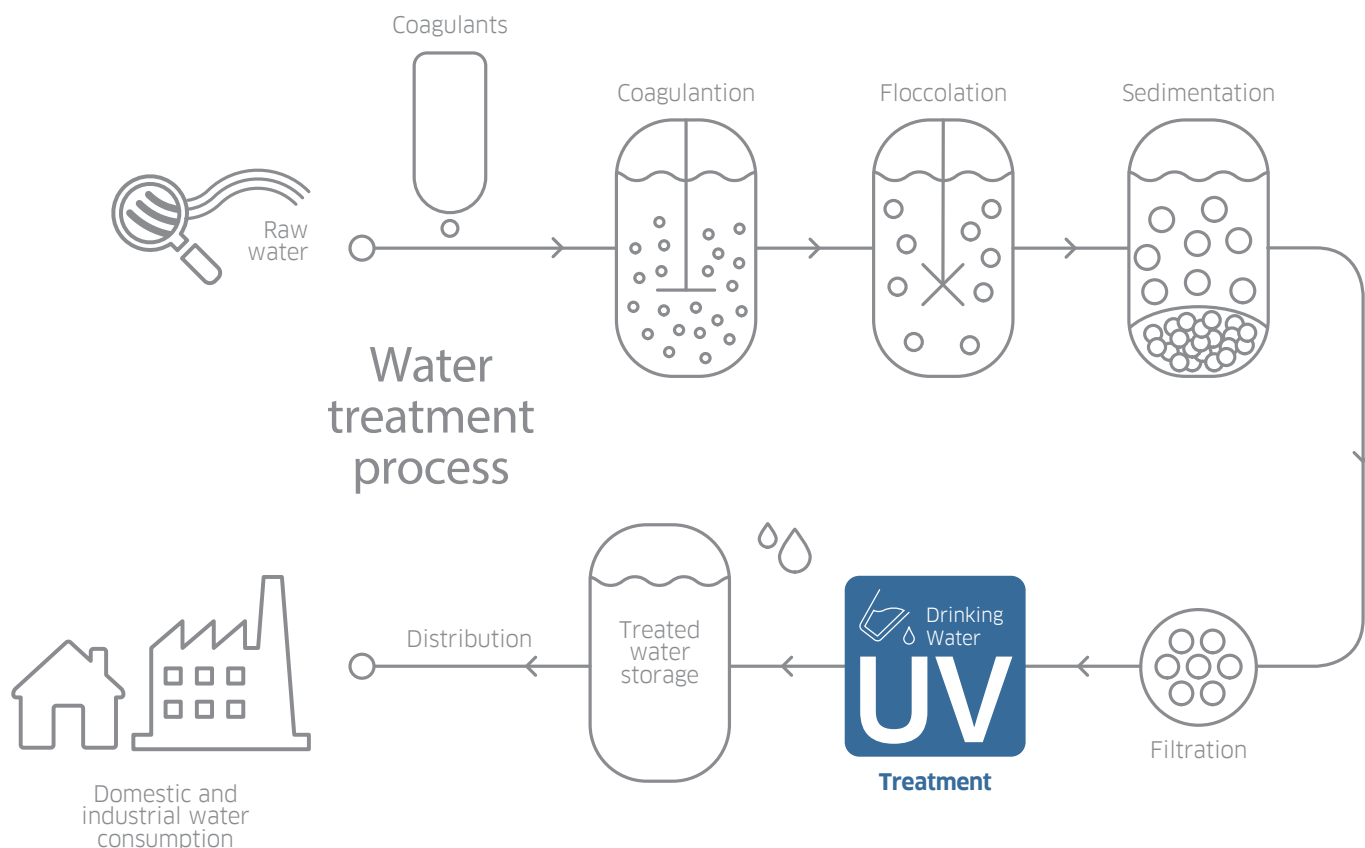 Coagulants
Coagulantion
Floccolation
Sedimentation
Raw
water
Water
treatment
process
Distribution
Treated
water
storage
Drinking
Water
UV
Treatment
Filtration
Domestic and
industrial water
consumption